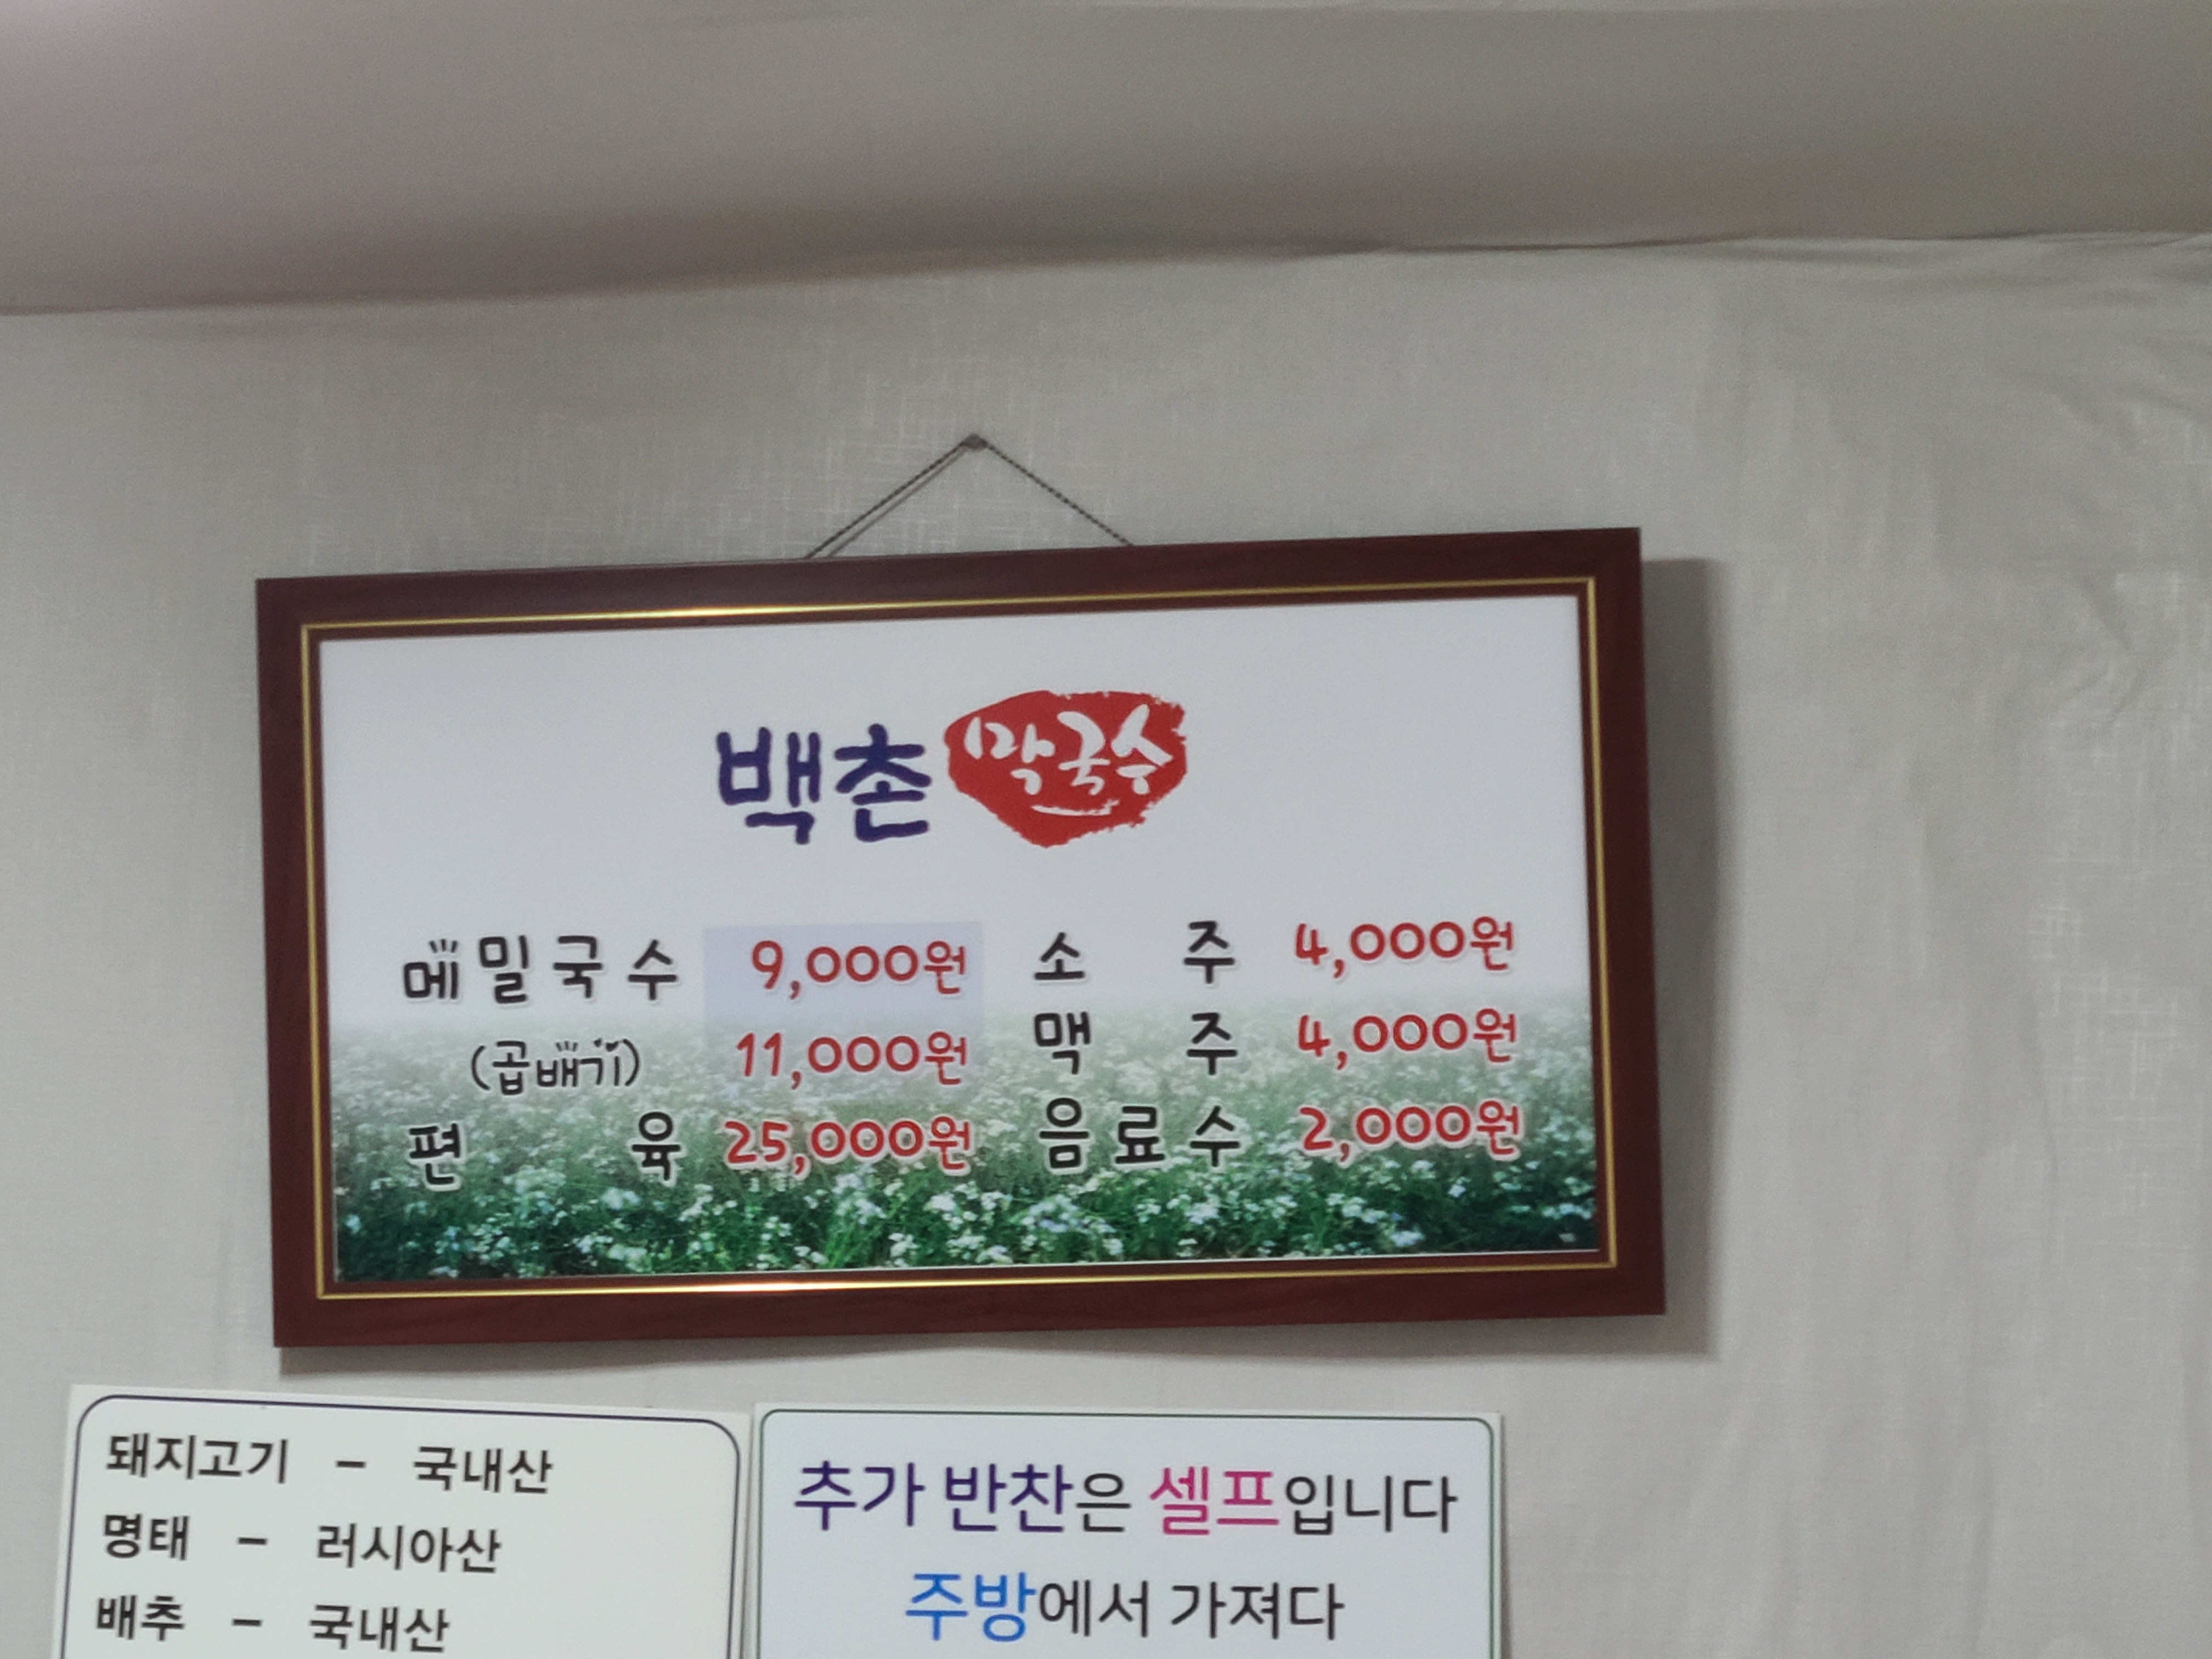 백촌 막국수
메밀국수 9,000원 소주 4,000원
(곱배기) 11,000원 맥주 4,000원
편육 25,000원 음료수 2,000원
돼지고기 - 국내산
명태 - 러시아산
배추 - 국내산
추가 반찬은 셀프입니다
주방에서 가져다